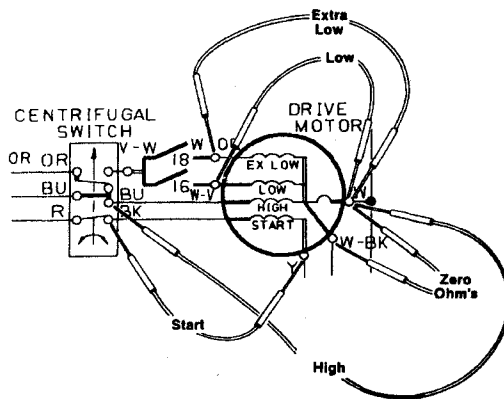 Extra
Low
Low
CENTRIFUGAL
SWITCH
DRIVE
MOTOR
V-W
W
OR
OR
18
EX LOW
BU
BU
16
W-V
LOW
W
R
BK
HIGH
START
W-BK
Y
Zero
Ohm's
Start
High